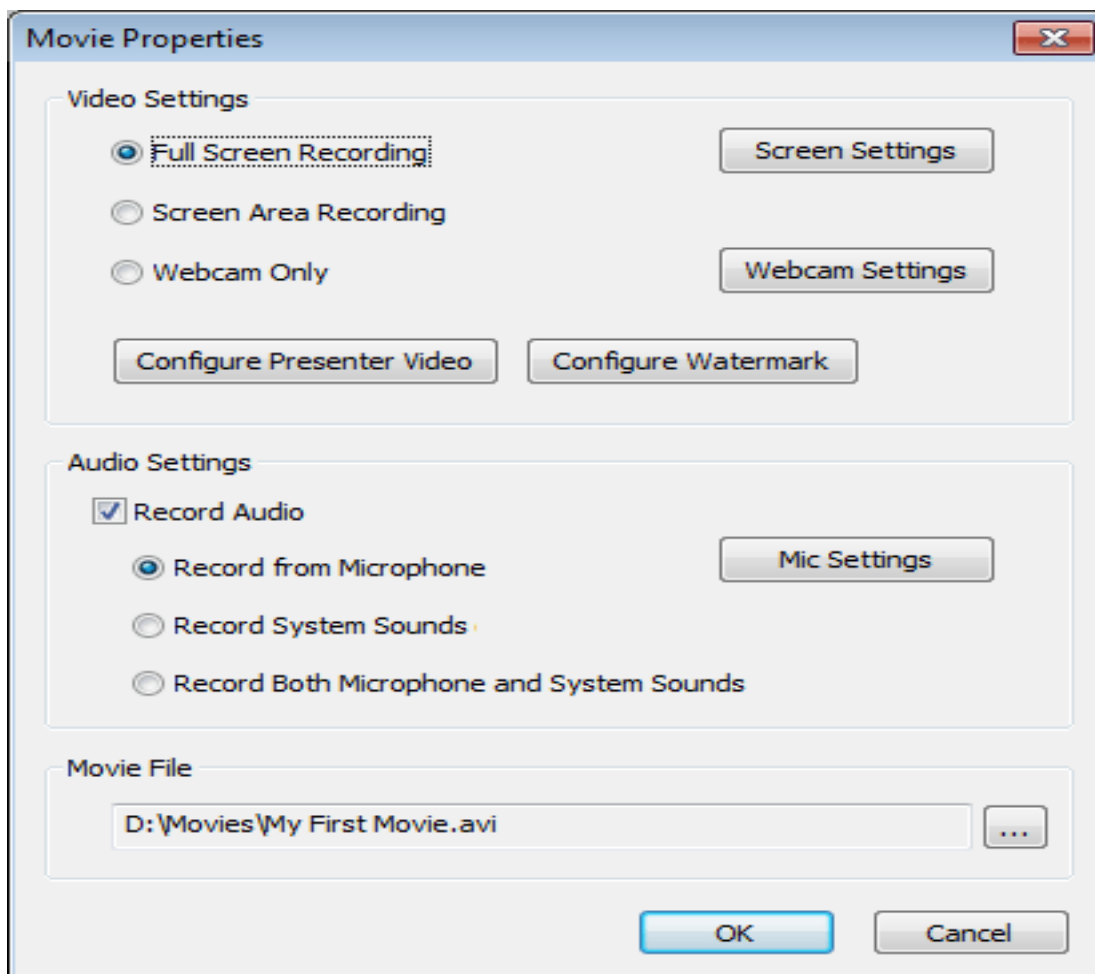 Movie Properties
Video Settings
Full Screen Recording
Screen Settings
Screen Area Recording
Webcam Only
Webcam Settings
Configure Presenter Video
Configure Watermark
Audio Settings
Record Audio
Record from Microphone
Mic Settings
Record System Sounds
Record Both Microphone and System Sounds
Movie File
D:\Movies\My First Movie.avi
...
OK
Cancel